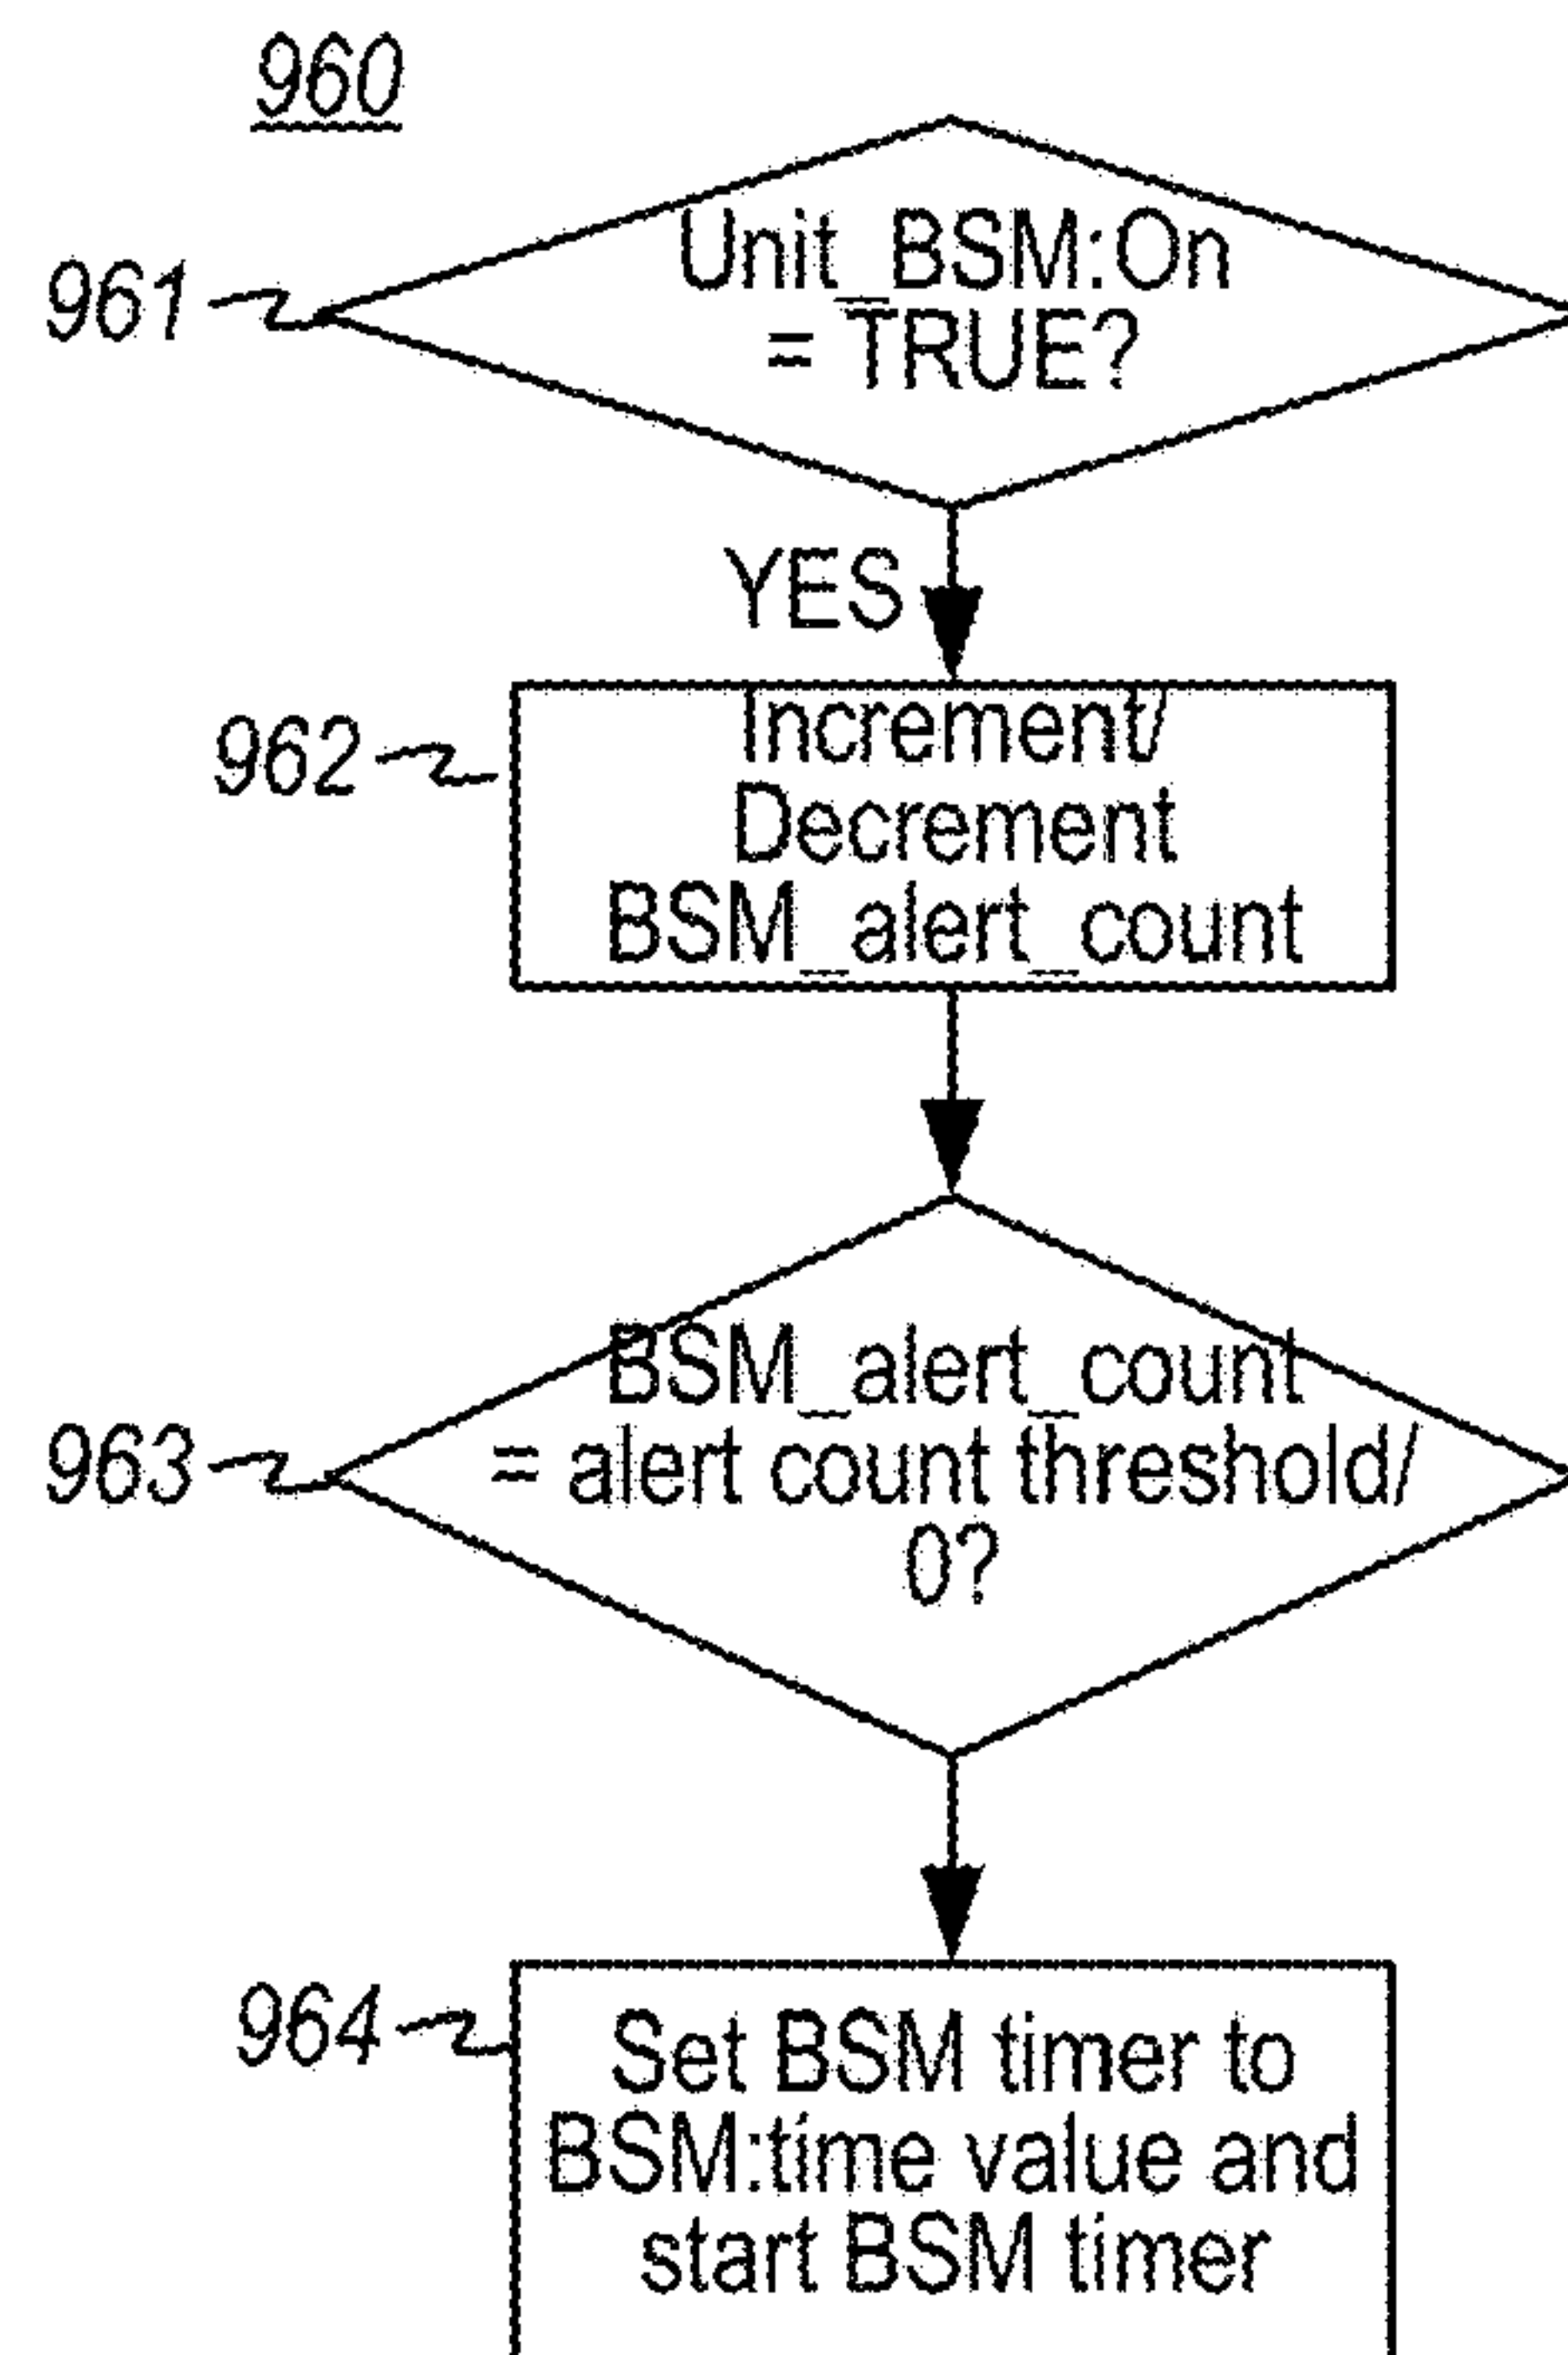 960
961
Unit_BSM:On
= TRUE?
YES
962
Increment/
Decrement
BSM_alert_count
963
BSM_alert_count
= alert count threshold/
0?
964
Set BSM timer to
BSM:time value and
start BSM timer